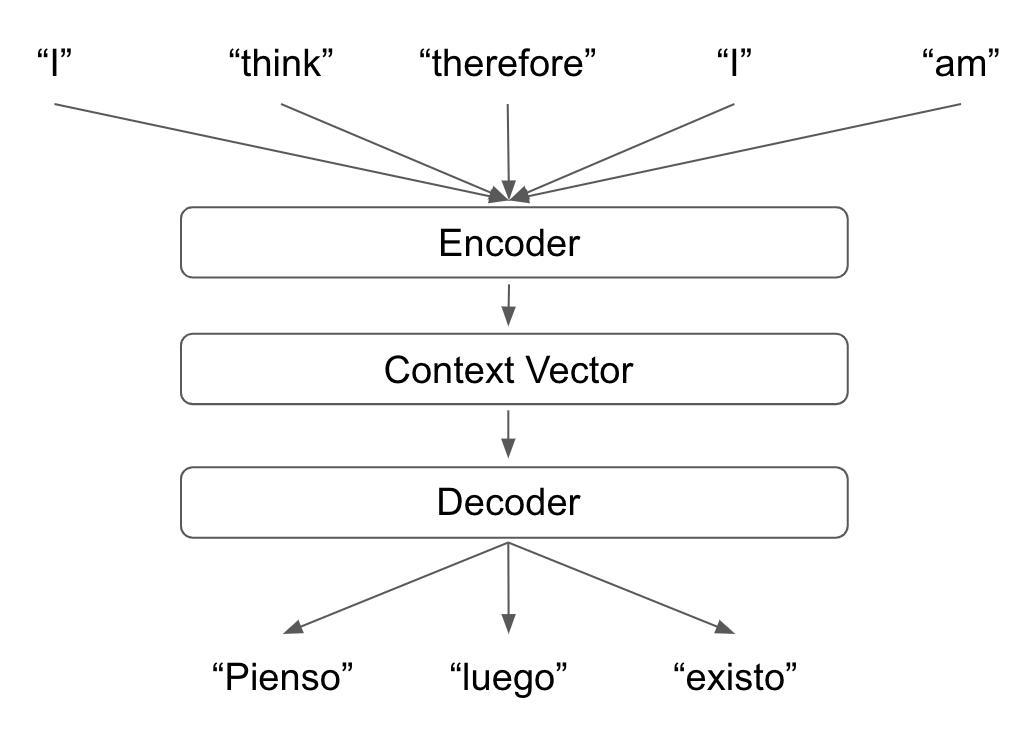 “I” “think” “therefore” “I” “am”
Encoder
Context Vector
Decoder
“Pienso” “luego” “existo”